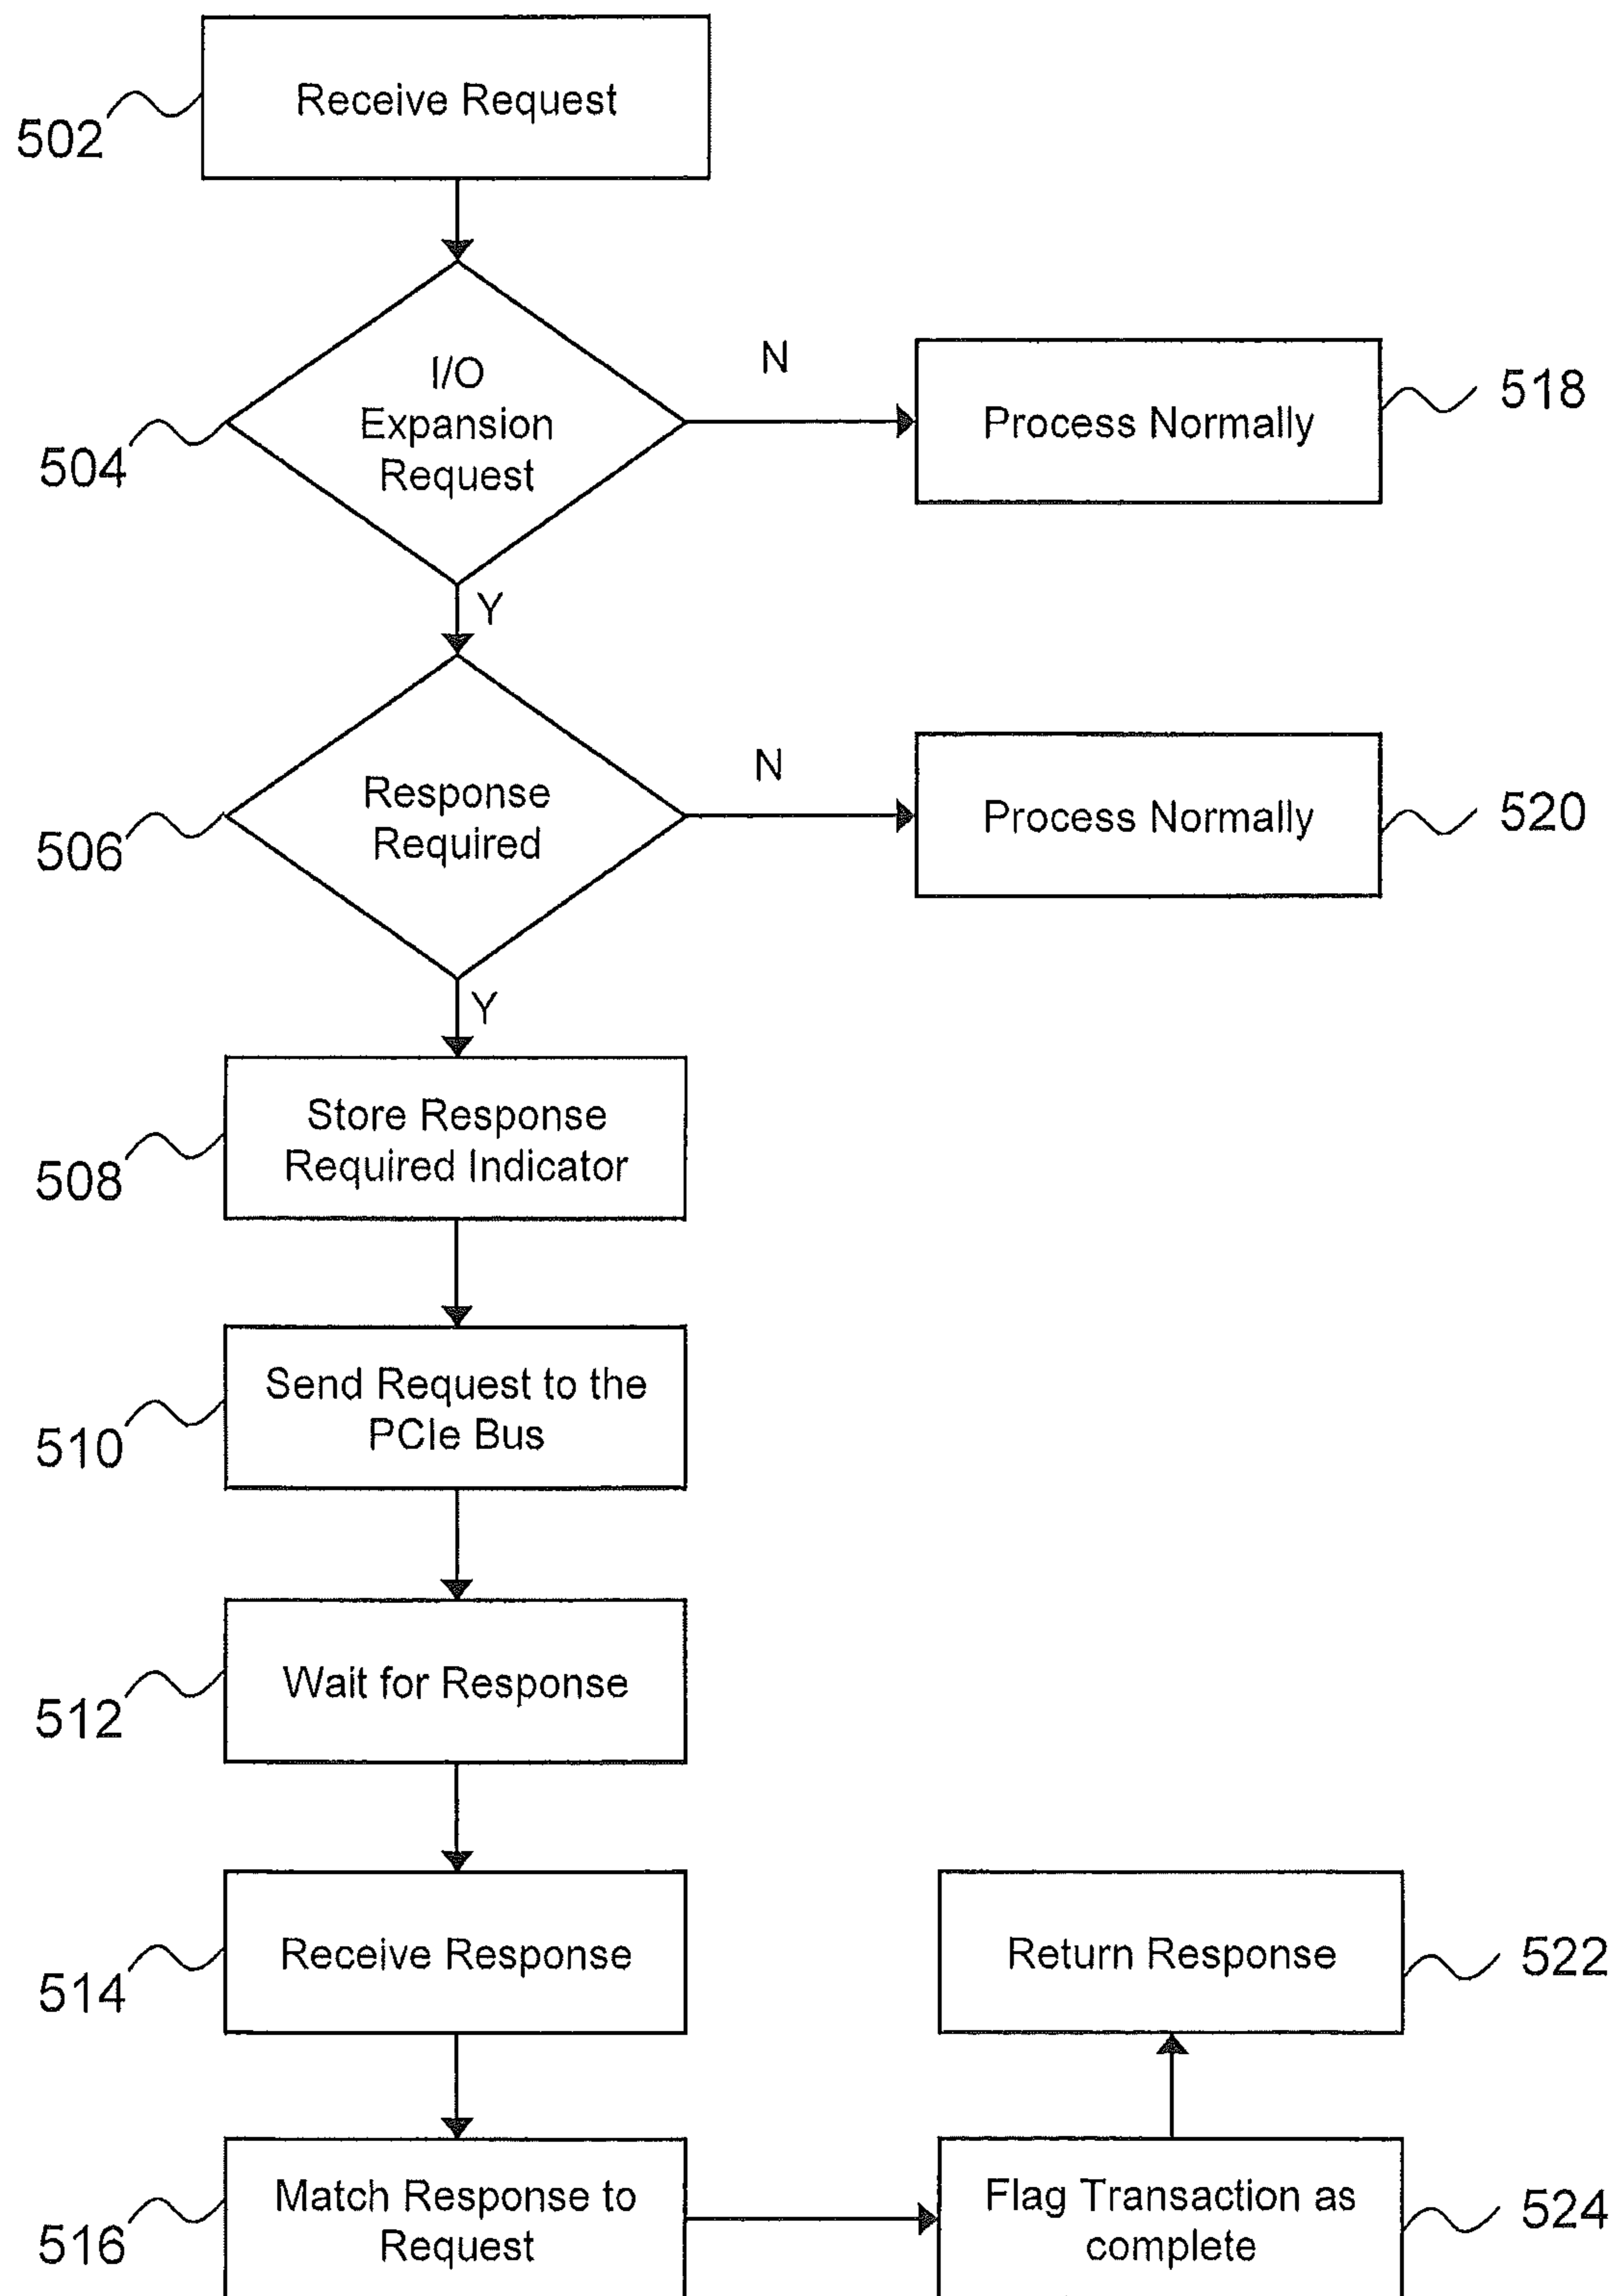 Receive Request
502
I/O
Expansion
Request
N
504
Process Normally
518
Y
Response
Required
N
506
Process Normally
520
Y
Store Response
Required Indicator
508
Send Request to the
PCIe Bus
510
Wait for Response
512
Receive Response
514
Return Response
522
Match Response to
Request
516
Flag Transaction as
complete
524